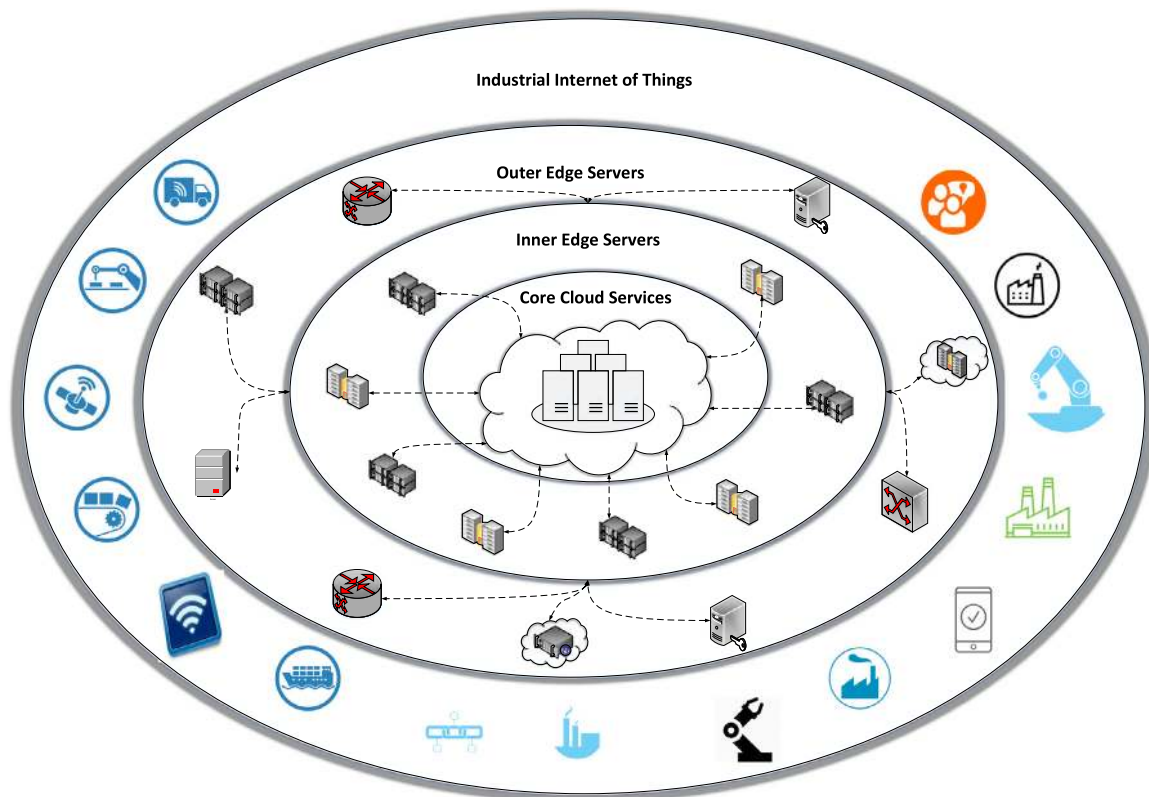 Industrial Internet of Things
Outer Edge Servers
Inner Edge Servers
Core Cloud Services